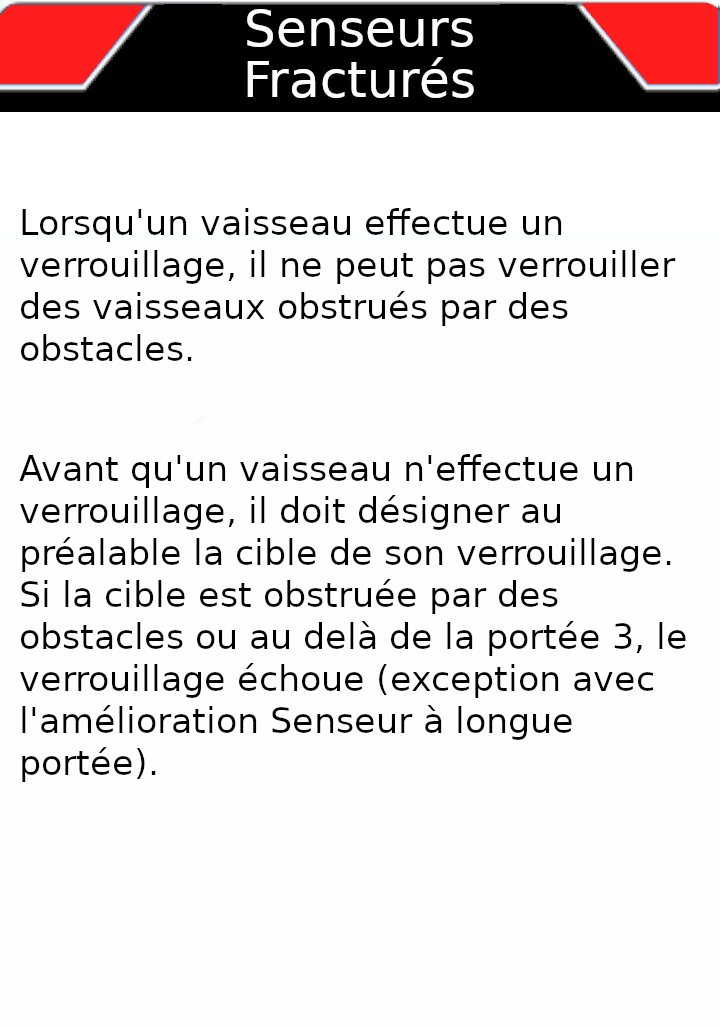 Senseurs
Fracturés
Lorsqu'un vaisseau effectue un
verrouillage, il ne peut pas verrouiller
des vaisseaux obstrués par des
obstacles.
Avant qu'un vaisseau n'effectue un
verrouillage, il doit désigner au
préalable la cible de son verrouillage.
Si la cible est obstruée par des
obstacles ou au delà de la portée 3, le
verrouillage échoue (exception avec
l'amélioration Senseur à longue
portée).